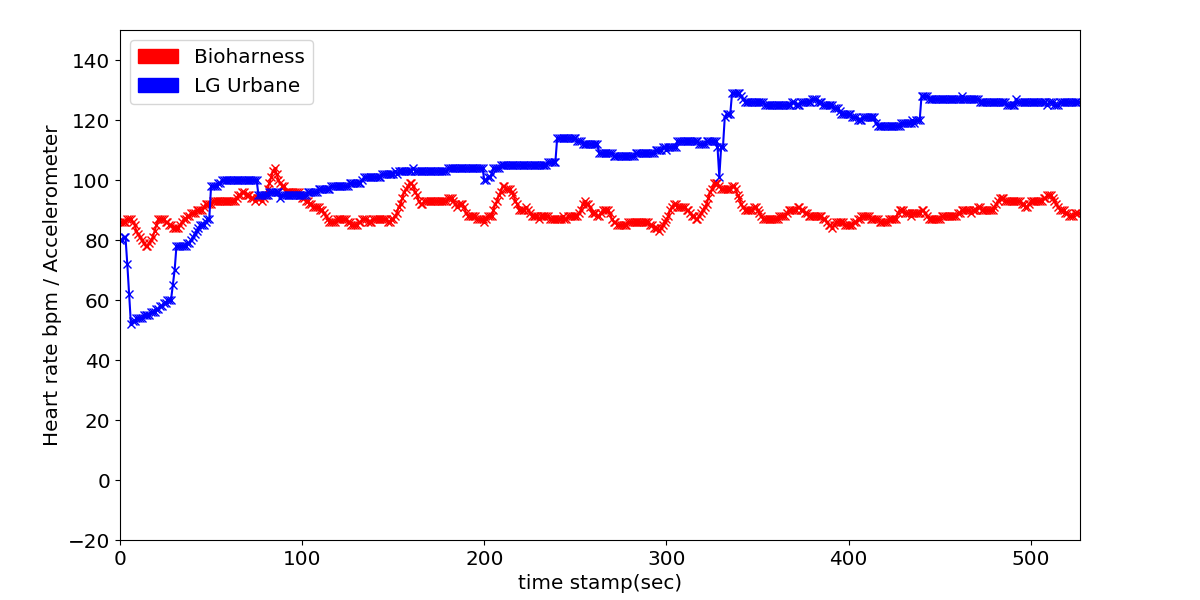 Bioharness
LG Urbane
140
120
100
80
60
40
20
0
−20
Heart rate bpm / Accelerometer
0 100 200 300 400 500
time stamp(sec)